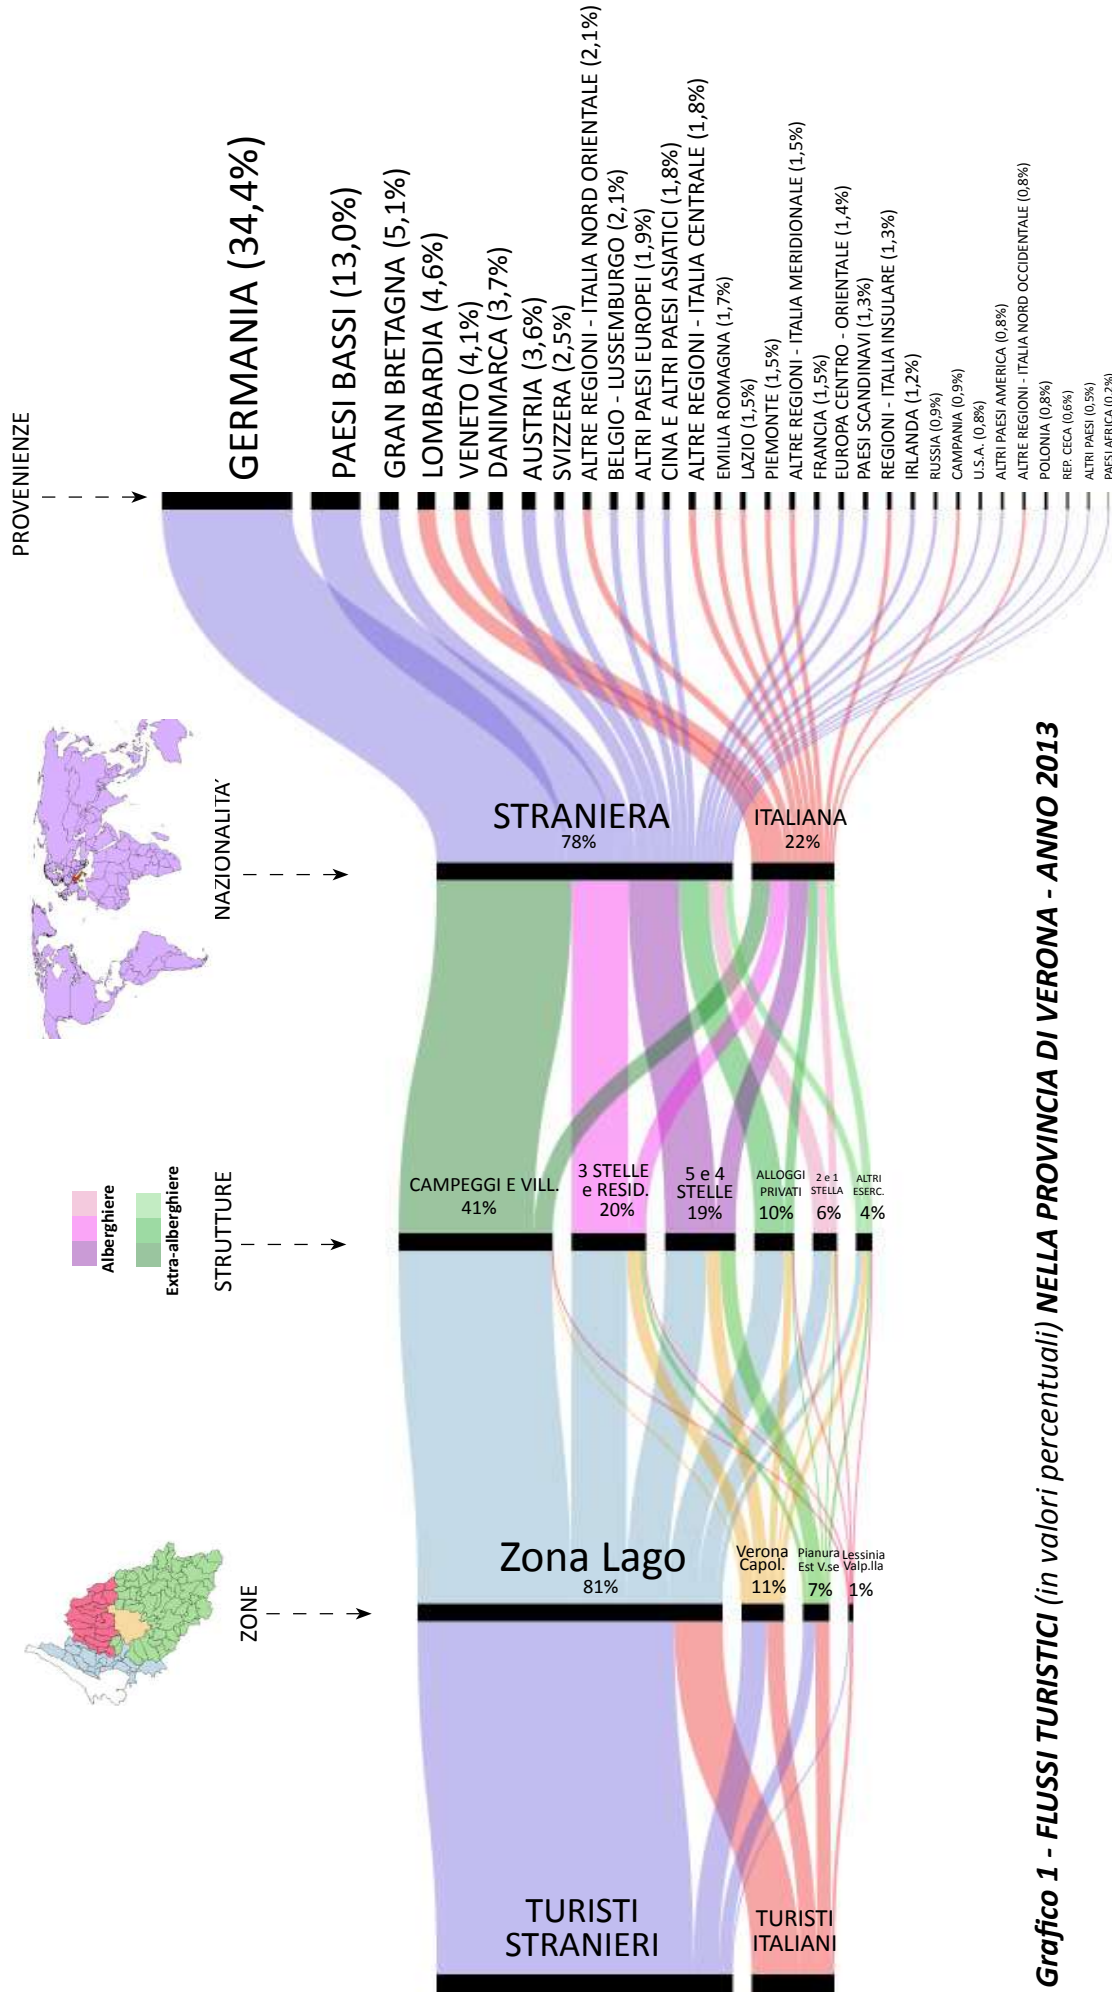 PROVENIENZE
GERMANIA (34,4%)
PAESI BASSI (13,0%)
GRAN BRETAGNA (5,1%)
LOMBARDIA (4,6%)
VENETO (4,1%)
DANIMARCA (3,7%)
AUSTRIA (3,6%)
SVIZZERA (2,5%)
ALTRE REGIONI - ITALIA NORD ORIENTALE (2,1%)
BELGIO - LUSSEMBURGO (2,1%)
ALTRI PAESI EUROPEI (1,9%)
CINA E ALTRI PAESI ASIATICI (1,8%)
ALTRE REGIONI - ITALIA CENTRALE (1,8%)
EMILIA ROMAGNA (1,7%)
LAZIO (1,5%)
PIEMONTE (1,5%)
ALTRE REGIONI - ITALIA MERIDIONALE (1,5%)
FRANCIA (1,5%)
EUROPA CENTRO - ORIENTALE (1,4%)
PAESI SCANDINAVI (1,3%)
REGIONI - ITALIA INSULARE (1,3%)
IRLANDA (1,2%)
RUSSIA (0,9%)
CAMPANIA (0,9%)
U.S.A. (0,8%)
ALTRI PAESI AMERICA (0,8%)
ALTRE REGIONI - ITALIA NORD OCCIDENTALE (0,8%)
POLONIA (0,8%)
REP. CECA (0,6%)
ALTRI PAESI (0,5%)
PAESI AFRICA (0,2%)
NAZIONALITA'
STRANIERA
78%
ITALIANA
22%
Alberghiere
Extra-alberghiere
STRUTTURE
CAMPEGGI E VILL.
41%
3 STELLE
e RESID.
20%
5 e 4
STELLE
19%
ALLOGGI
PRIVATI
10%
2 e 1
STELLA
6%
ALTRI
ESERC.
4%
ZONE
Zona Lago
81%
Verona
Capol.
11%
Pianura
Est V.se
7%
Lessinia
Valp.lla
1%
TURISTI
STRANIERI
TURISTI
ITALIANI
Grafico 1 - FLUSSI TURISTICI (in valori percentuali) NELLA PROVINCIA DI VERONA - ANNO 2013